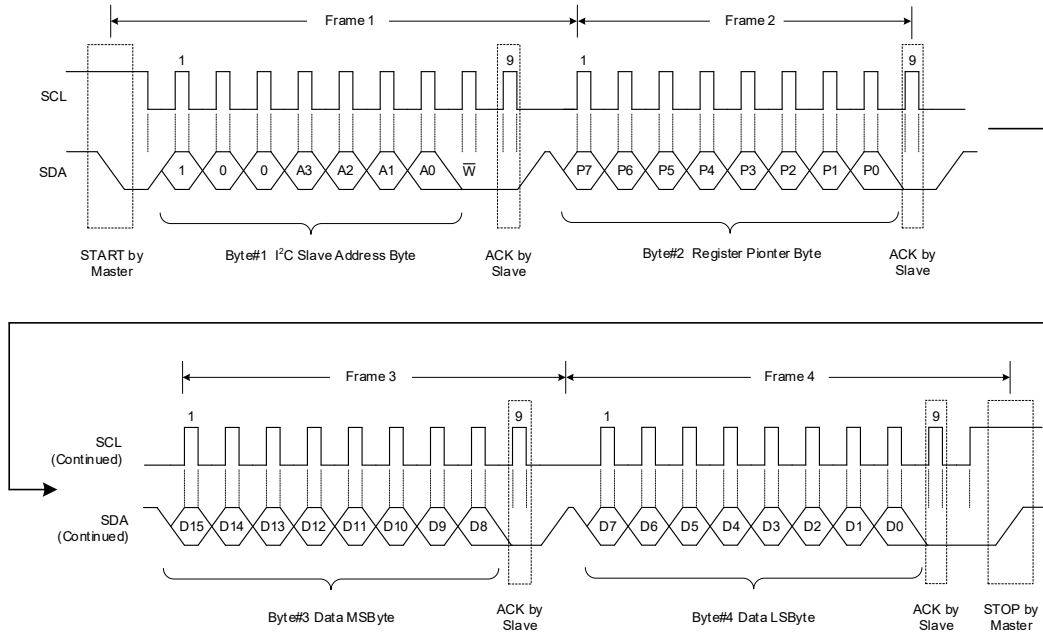 Frame 1 Frame 2
1 9 1 9
SCL
SDA 1 0 0 A3 A2 A1 A0 W̅ P7 P6 P5 P4 P3 P2 P1 P0
START by
Master
Byte#1 I²C Slave Address Byte
ACK by
Slave
Byte#2 Register Pionter Byte
ACK by
Slave
Frame 3 Frame 4
1 9 1 9
SCL
(Continued)
SDA
(Continued)
D15 D14 D13 D12 D11 D10 D9 D8 D7 D6 D5 D4 D3 D2 D1 D0
Byte#3 Data MSByte
ACK by
Slave
Byte#4 Data LSByte
ACK by
Slave
STOP by
Master